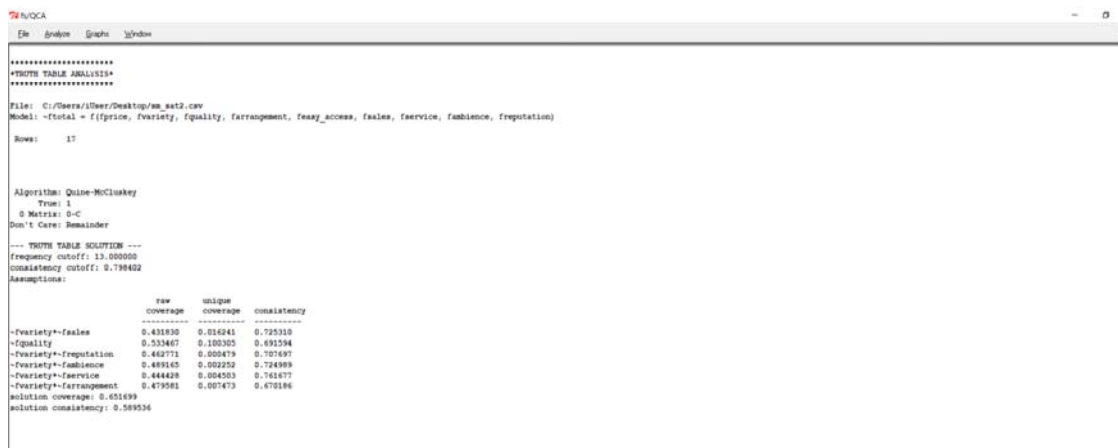 fs/QCA
File Analyze Graphs Window
**********************
*TRUTH TABLE ANALYSIS*
**********************
File: C:/Users/iUser/Desktop/sm_sat2.csv
Model: ~ftotal = f(fprice, fvariety, fquality, farrangement, feasy_access, fsales, fservice, fambience, freputation)
Rows: 17
Algorithm: Quine-McCluskey
True: 1
0 Matrix: 0-C
Don't Care: Remainder
--- TRUTH TABLE SOLUTION ---
frequency cutoff: 13.000000
consistency cutoff: 0.798402
Assumptions:
raw unique
coverage coverage consistency
---------- ---------- ----------
~fvariety*~fsales 0.431830 0.016241 0.725310
~fquality 0.533467 0.100305 0.691594
~fvariety*~freputation 0.462771 0.000479 0.707697
~fvariety*~fambience 0.489165 0.002252 0.724989
~fvariety*~fservice 0.444428 0.004503 0.761677
~fvariety*~farrangement 0.479581 0.007473 0.670186
solution coverage: 0.651699
solution consistency: 0.589536